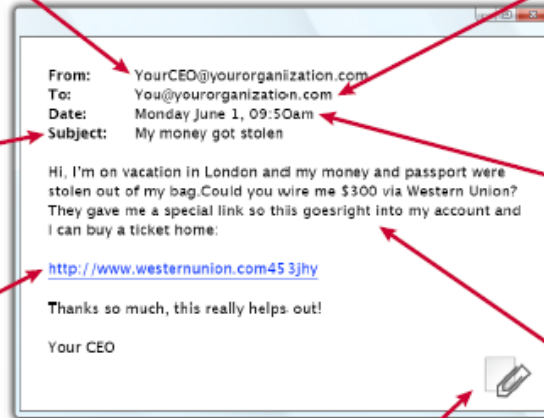 From: YourCEO@yourorganiization.com
To: You@yourorganization.com
Date: Monday June 1, 09:50am
Subject: My money got stolen
Hi, I'm on vacation in London and my money and passport were
stolen out of my bag.Could you wire me $300 via Western Union?
They gave me a special link so this goesright into my account and
I can buy a ticket home:
http://www.westernunion.com453jhy
Thanks so much, this really helps out!
Your CEO